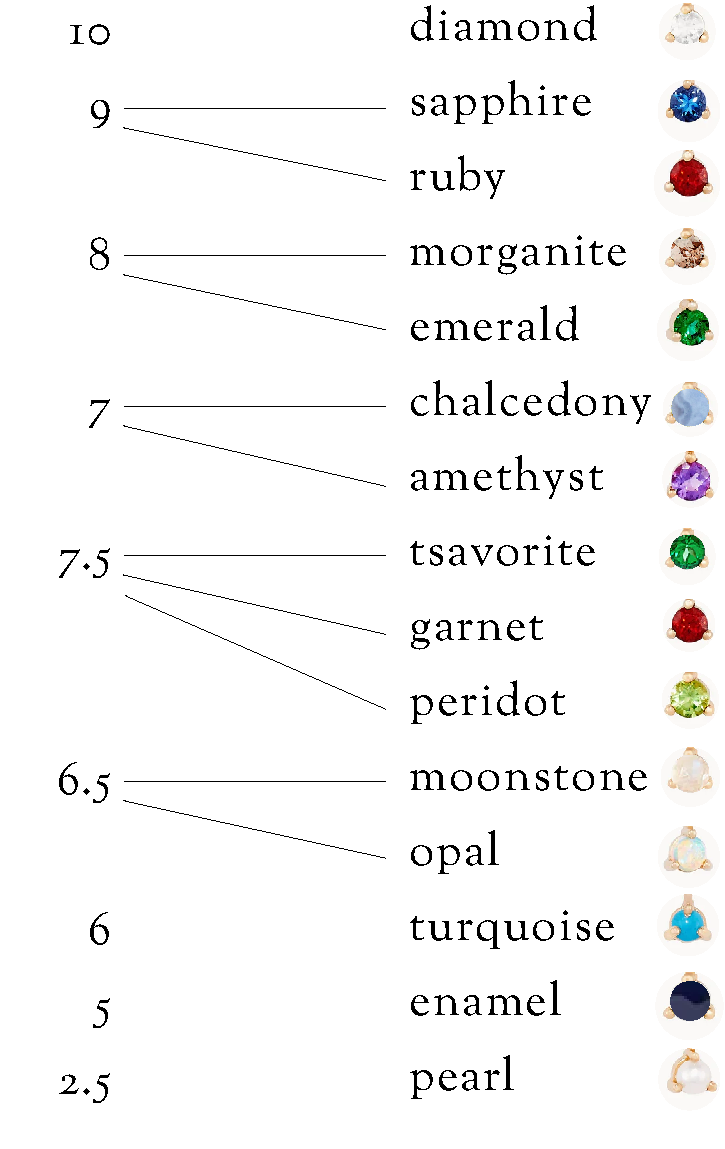 10 diamond
9 sapphire
ruby
8 morganite
emerald
7 chalcedony
amethyst
7.5 tsavorite
garnet
peridot
6.5 moonstone
opal
6 turquoise
5 enamel
2.5 pearl